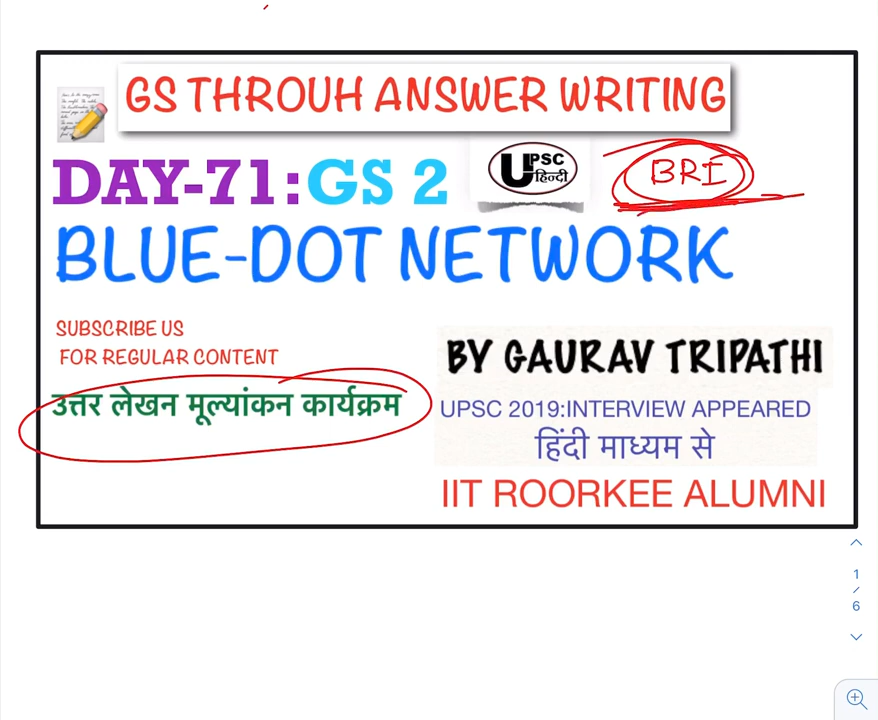 GS THROUH ANSWER WRITING
DAY-71:GS 2
UPSC
हिन्दी
BRI
BLUE-DOT NETWORK
SUBSCRIBE US
FOR REGULAR CONTENT
BY GAURAV TRIPATHI
उत्तर लेखन मूल्यांकन कार्यक्रम
UPSC 2019:INTERVIEW APPEARED
हिंदी माध्यम से
IIT ROORKEE ALUMNI
1
/
6